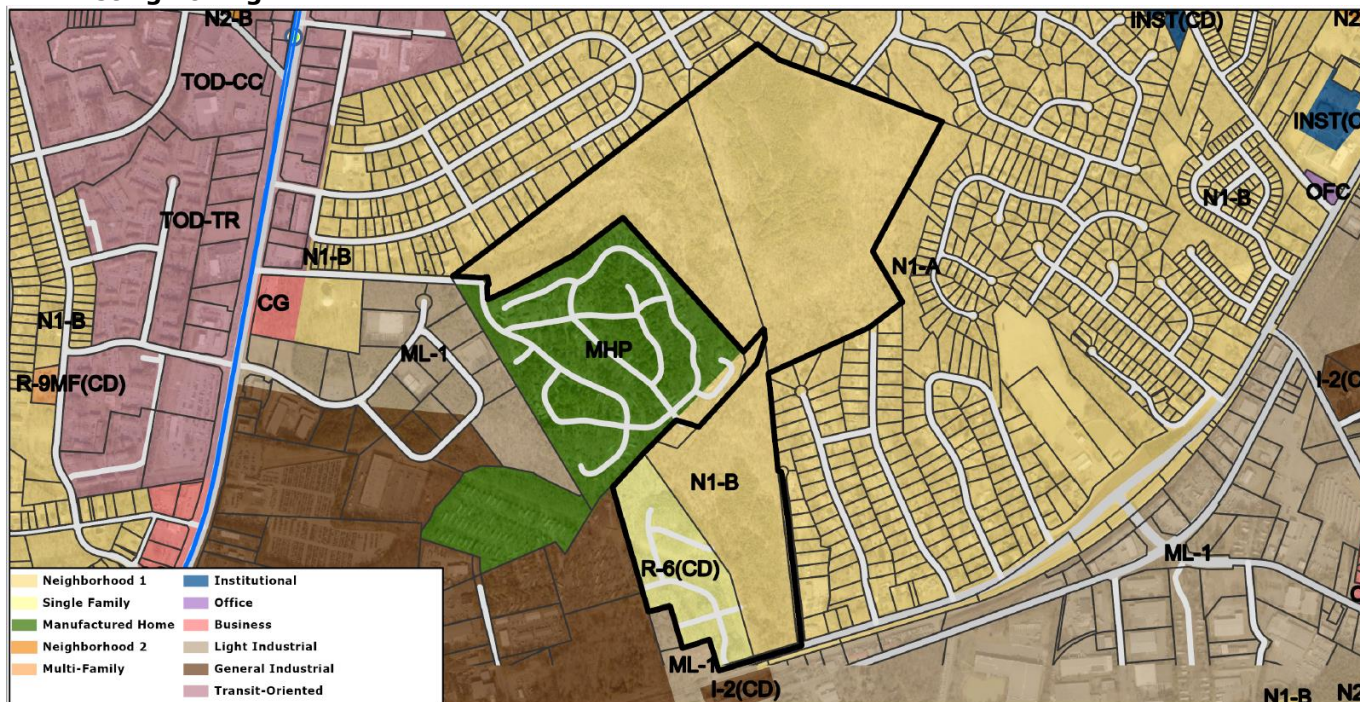 N2-B
INST(CD)
N2
TOD-CC
INST(C
TOD-TR
N1-B
OFC
N1-B
N1-A
CG
N1-B
MHP
ML-1
R-9MF(CD)
I-2(C
N1-B
ML-1
R-6(CD)
ML-1
I-2(CD)
N1-B
N2
Neighborhood 1
Single Family
Manufactured Home
Neighborhood 2
Multi-Family
Institutional
Office
Business
Light Industrial
General Industrial
Transit-Oriented